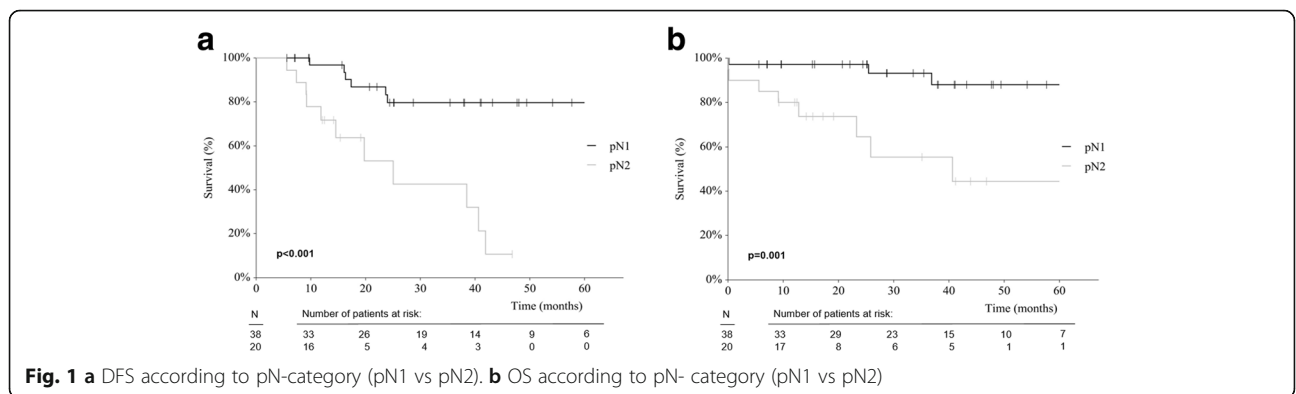 a
100%
80%
60%
40%
20%
0%
Survival (%)
pN1
pN2
p<0.001
0 10 20 30 40 50 60
Time (months)
N Number of patients at risk:
38 33 26 19 14 9 6
20 16 5 4 3 0 0
b
100%
80%
60%
40%
20%
0%
Survival (%)
pN1
pN2
p=0.001
0 10 20 30 40 50 60
Time (months)
N Number of patients at risk:
38 33 29 23 15 10 7
20 17 8 6 5 1 1
Fig. 1 a DFS according to pN-category (pN1 vs pN2). b OS according to pN- category (pN1 vs pN2)